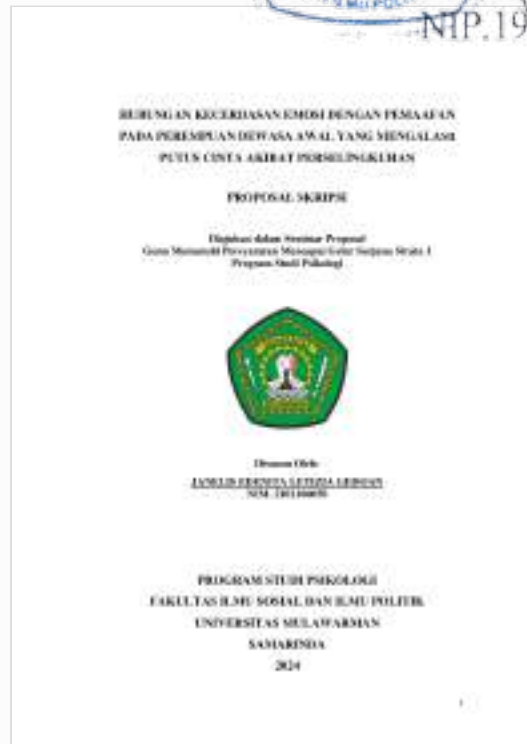 NIP.19
HUBUNGAN KECERDASAN EMOSI DENGAN PEMAAFAN
PADA PEREMPUAN DEWASA AWAL YANG MENGALAMI
PUTUS CINTA AKIBAT PERSELINGKUHAN
PROPOSAL SKRIPSI
Diajukan dalam Seminar Proposal
Guna Memenuhi Persyaratan Mencapai Gelar Sarjana Strata 1
Program Studi Psikologi
Disusun Oleh:
NIM.
PROGRAM STUDI PSIKOLOGI
FAKULTAS ILMU SOSIAL DAN ILMU POLITIK
UNIVERSITAS MULAWARMAN
SAMARINDA
2024